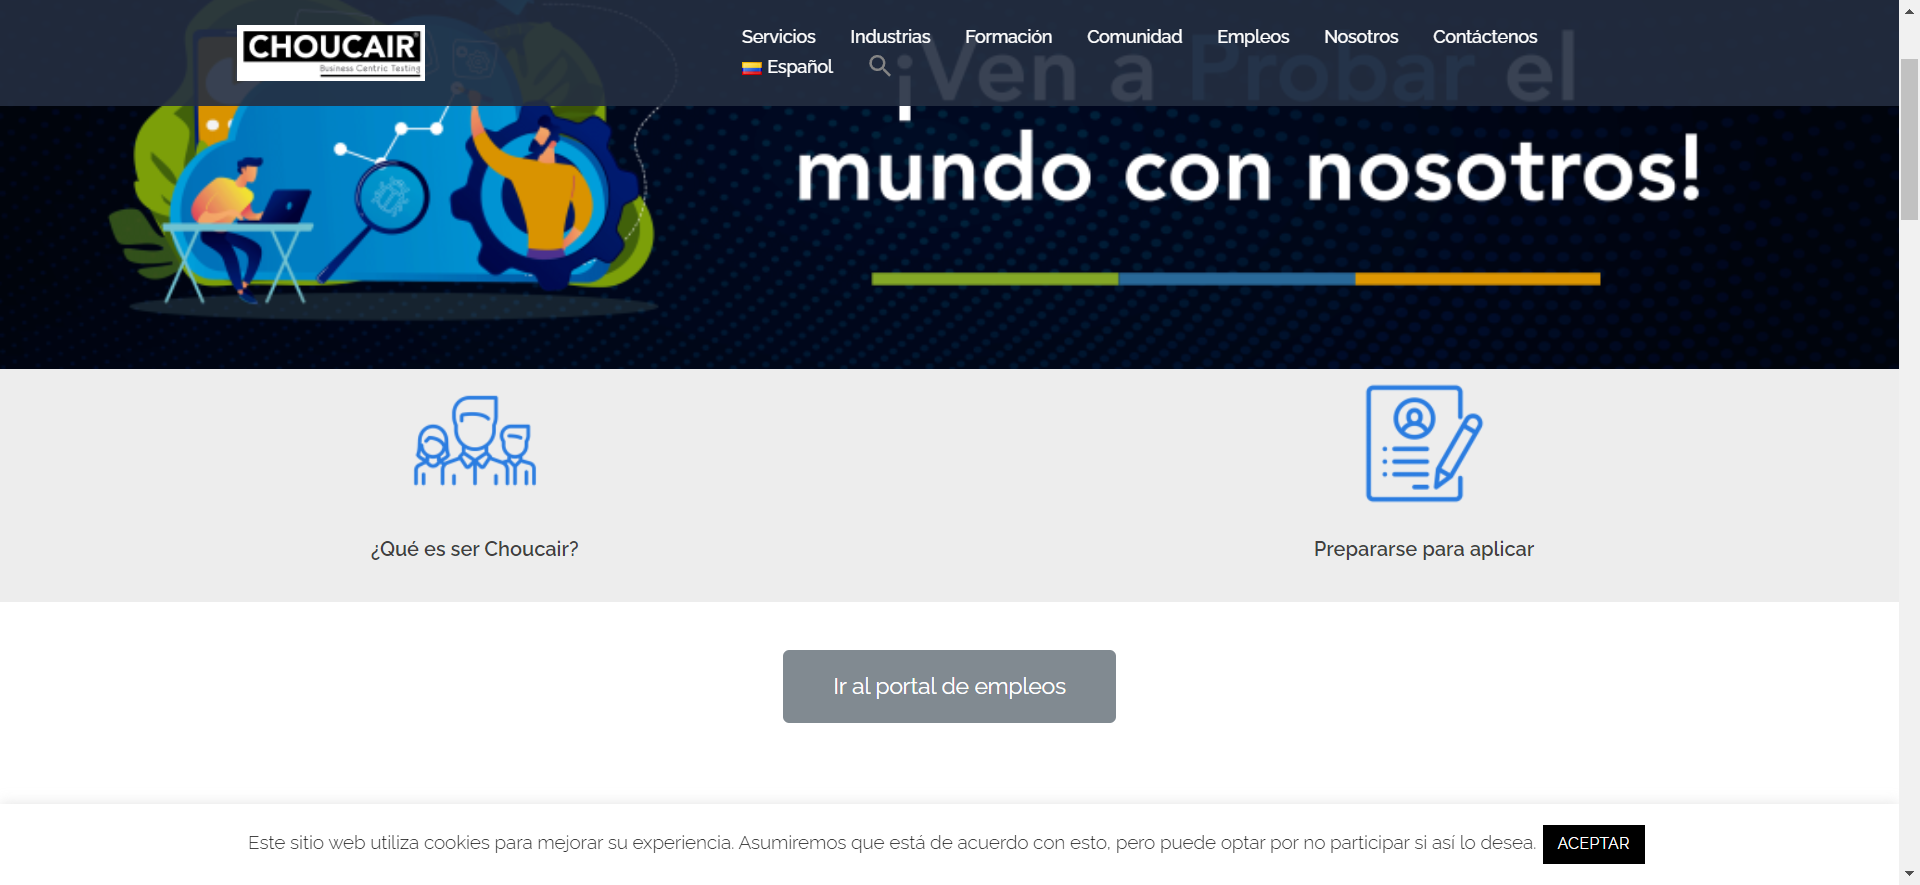 CHOUCAIR
Business Centric Testing
Servicios Industrias Formación Comunidad Empleos Nosotros Contáctenos
Español
¡Ven a Probar el
mundo con nosotros!
¿Qué es ser Choucair?
Prepararse para aplicar
Ir al portal de empleos
Este sitio web utiliza cookies para mejorar su experiencia. Asumiremos que está de acuerdo con esto, pero puede optar por no participar si así lo desea. ACEPTAR